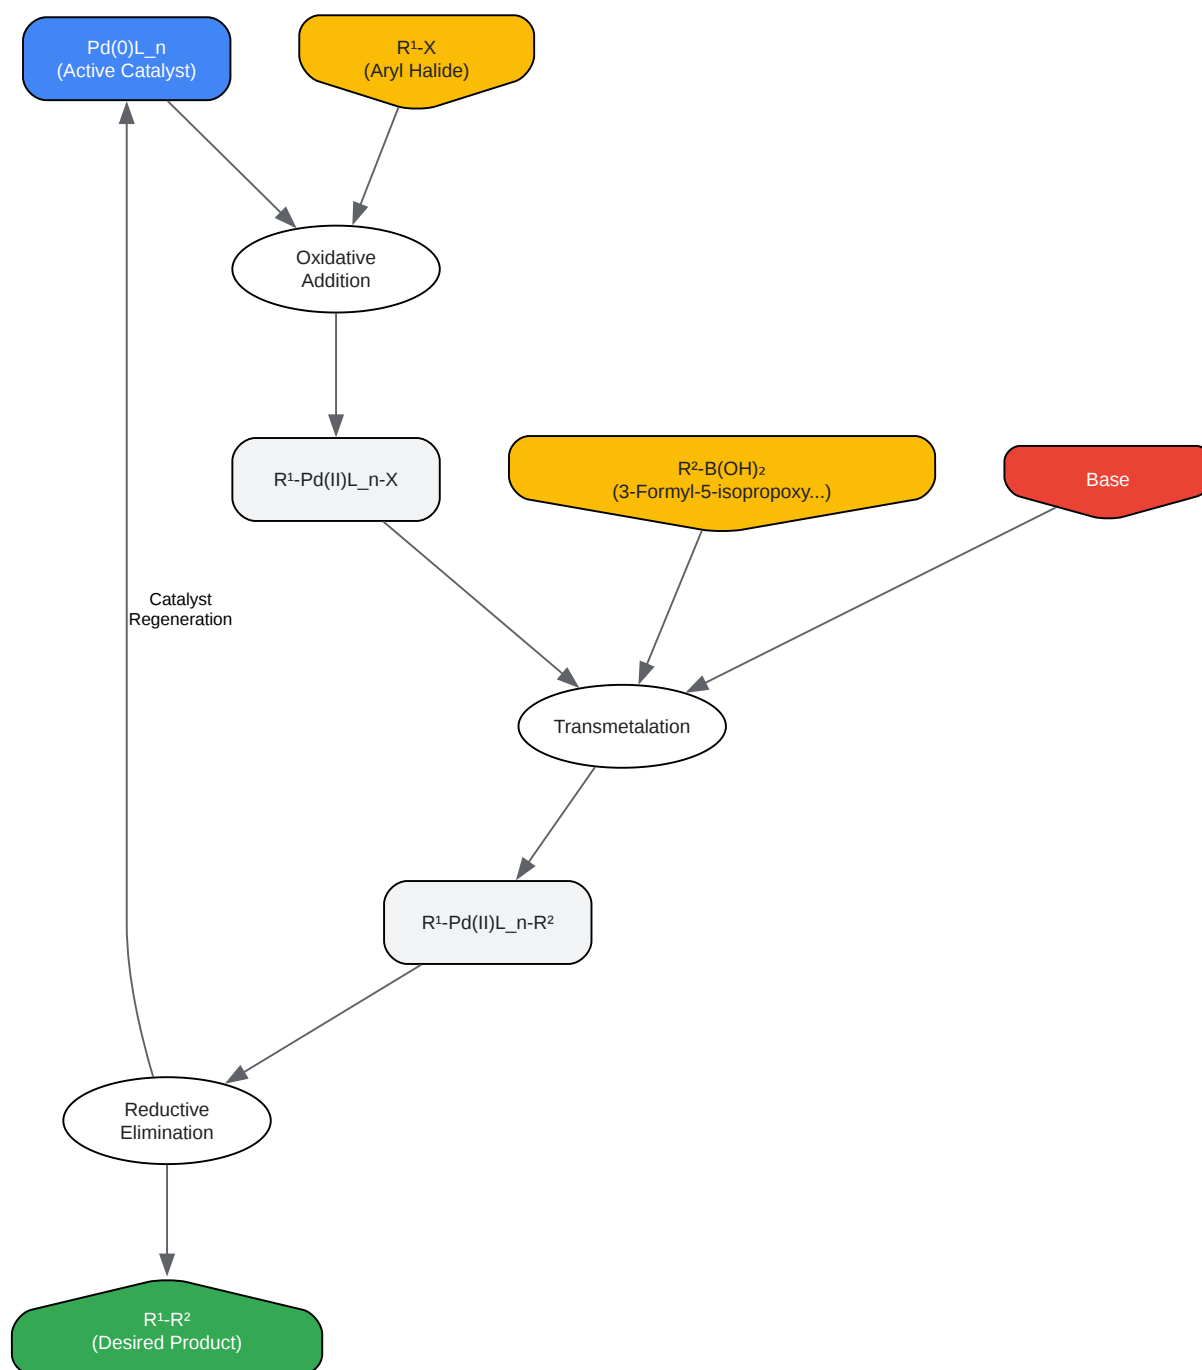 Pd(0)L_n
(Active Catalyst)
R¹-X
(Aryl Halide)
Oxidative
Addition
R¹-Pd(II)L_n-X
R²-B(OH)₂
(3-Formyl-5-isopropoxy...)
Base
Catalyst
Regeneration
Transmetalation
R¹-Pd(II)L_n-R²
Reductive
Elimination
R¹-R²
(Desired Product)